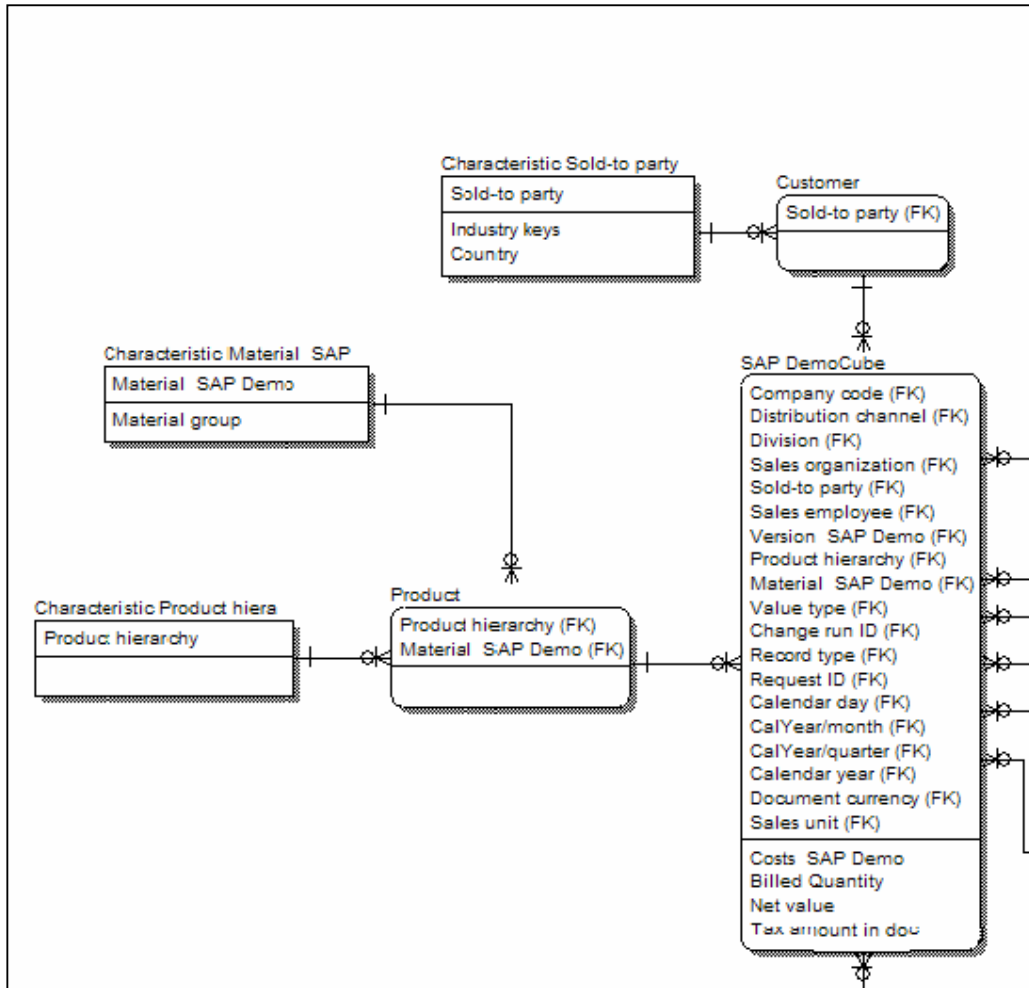 Characteristic Sold-to party
Sold-to party
Industry keys
Country
Customer
Sold-to party (FK)
Characteristic Material SAP
Material SAP Demo
Material group
Characteristic Product hiera
Product hierarchy
Product
Product hierarchy (FK)
Material SAP Demo (FK)
SAP DemoCube
Company code (FK)
Distribution channel (FK)
Division (FK)
Sales organization (FK)
Sold-to party (FK)
Sales employee (FK)
Version SAP Demo (FK)
Product hierarchy (FK)
Material SAP Demo (FK)
Value type (FK)
Change run ID (FK)
Record type (FK)
Request ID (FK)
Calendar day (FK)
CalYear/month (FK)
CalYear/quarter (FK)
Calendar year (FK)
Document currency (FK)
Sales unit (FK)
Costs SAP Demo
Billed Quantity
Net value
Tax amount in doc